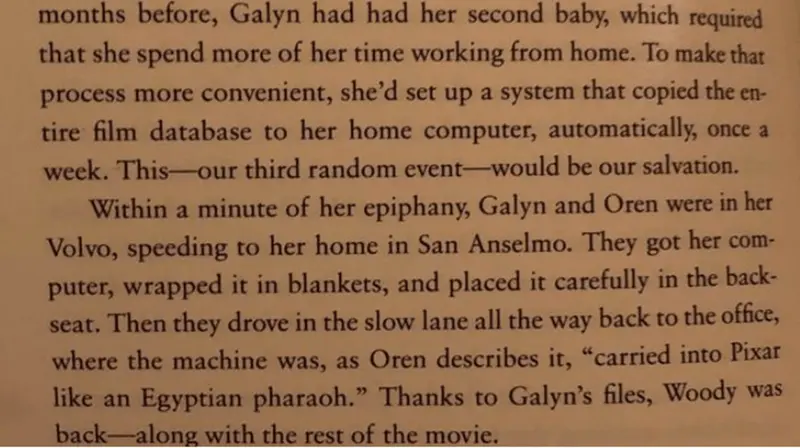 months before, Galyn had had her second baby, which required
that she spend more of her time working from home. To make that
process more convenient, she'd set up a system that copied the en-
tire film database to her home computer, automatically, once a
week. This—our third random event—would be our salvation.
Within a minute of her epiphany, Galyn and Oren were in her
Volvo, speeding to her home in San Anselmo. They got her com-
puter, wrapped it in blankets, and placed it carefully in the back-
seat. Then they drove in the slow lane all the way back to the office,
where the machine was, as Oren describes it, “carried into Pixar
like an Egyptian pharaoh.” Thanks to Galyn's files, Woody was
back—along with the rest of the movie.